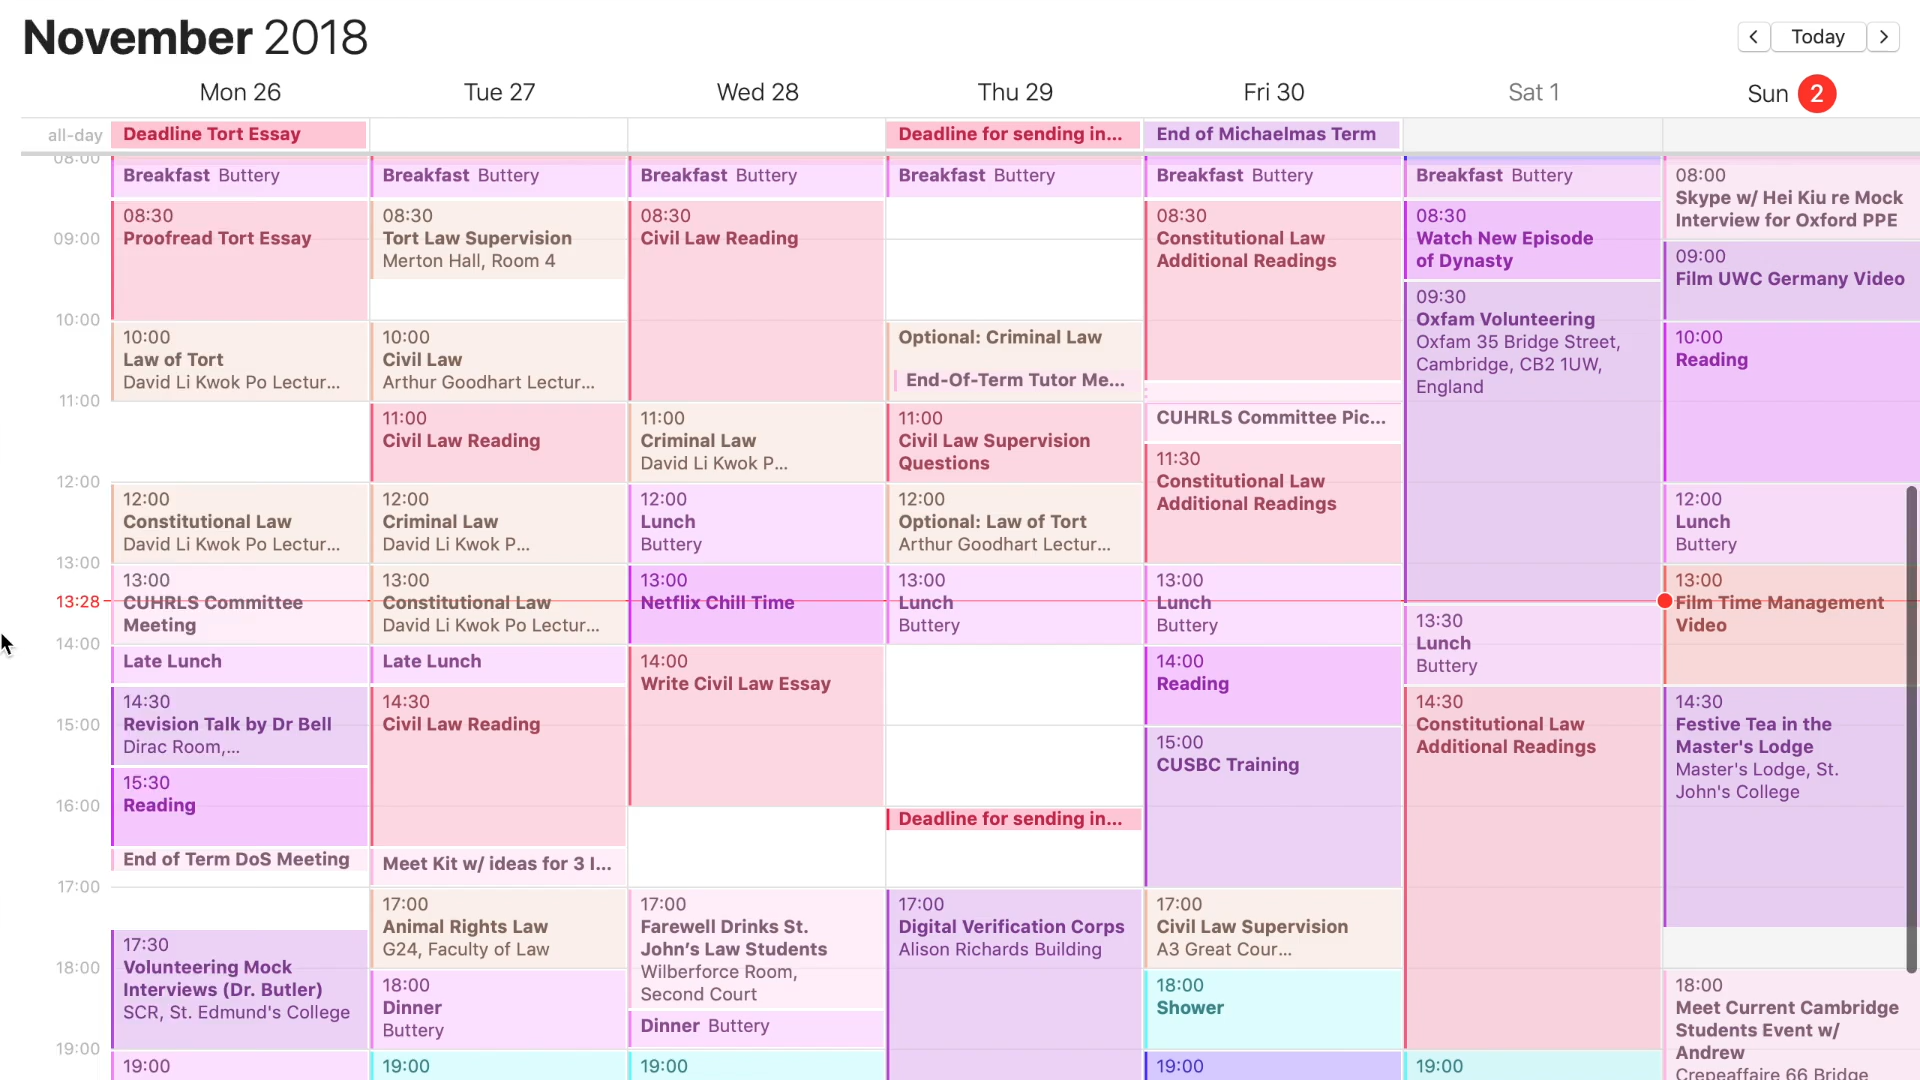 November 2018
Today
Mon 26
Tue 27
Wed 28
Thu 29
Fri 30
Sat 1
Sun 2
all-day
Deadline Tort Essay
Deadline for sending in...
End of Michaelmas Term
08:00
09:00
10:00
11:00
12:00
13:00
13:28
14:00
15:00
16:00
17:00
18:00
19:00
Breakfast Buttery
08:30
Proofread Tort Essay
10:00
Law of Tort
David Li Kwok Po Lectur...
12:00
Constitutional Law
David Li Kwok Po Lectur...
13:00
CUHRLS Committee
Meeting
Late Lunch
14:30
Revision Talk by Dr Bell
Dirac Room,...
15:30
Reading
End of Term DoS Meeting
17:30
Volunteering Mock
Interviews (Dr. Butler)
SCR, St. Edmund's College
19:00
Breakfast Buttery
08:30
Tort Law Supervision
Merton Hall, Room 4
10:00
Civil Law
Arthur Goodhart Lectur...
11:00
Civil Law Reading
12:00
Criminal Law
David Li Kwok P...
13:00
Constitutional Law
David Li Kwok Po Lectur...
Late Lunch
14:30
Civil Law Reading
Meet Kit w/ ideas for 3 I...
17:00
Animal Rights Law
G24, Faculty of Law
18:00
Dinner
Buttery
19:00
Breakfast Buttery
08:30
Civil Law Reading
11:00
Criminal Law
David Li Kwok P...
12:00
Lunch
Buttery
13:00
Netflix Chill Time
14:00
Write Civil Law Essay
17:00
Farewell Drinks St.
John's Law Students
Wilberforce Room,
Second Court
Dinner Buttery
19:00
Breakfast Buttery
Optional: Criminal Law
End-Of-Term Tutor Me...
11:00
Civil Law Supervision
Questions
12:00
Optional: Law of Tort
Arthur Goodhart Lectur...
13:00
Lunch
Buttery
Deadline for sending in...
17:00
Digital Verification Corps
Alison Richards Building
Breakfast Buttery
08:30
Constitutional Law
Additional Readings
CUHRLS Committee Pic...
11:30
Constitutional Law
Additional Readings
13:00
Lunch
Buttery
14:00
Reading
15:00
CUSBC Training
17:00
Civil Law Supervision
A3 Great Cour...
18:00
Shower
19:00
Breakfast Buttery
08:30
Watch New Episode
of Dynasty
09:30
Oxfam Volunteering
Oxfam 35 Bridge Street,
Cambridge, CB2 1UW,
England
13:30
Lunch
Buttery
14:30
Constitutional Law
Additional Readings
19:00
08:00
Skype w/ Hei Kiu re Mock
Interview for Oxford PPE
09:00
Film UWC Germany Video
10:00
Reading
12:00
Lunch
Buttery
13:00
Film Time Management
Video
14:30
Festive Tea in the
Master's Lodge
Master's Lodge, St.
John's College
18:00
Meet Current Cambridge
Students Event w/
Andrew
Crepeaffaire 66 Bridge